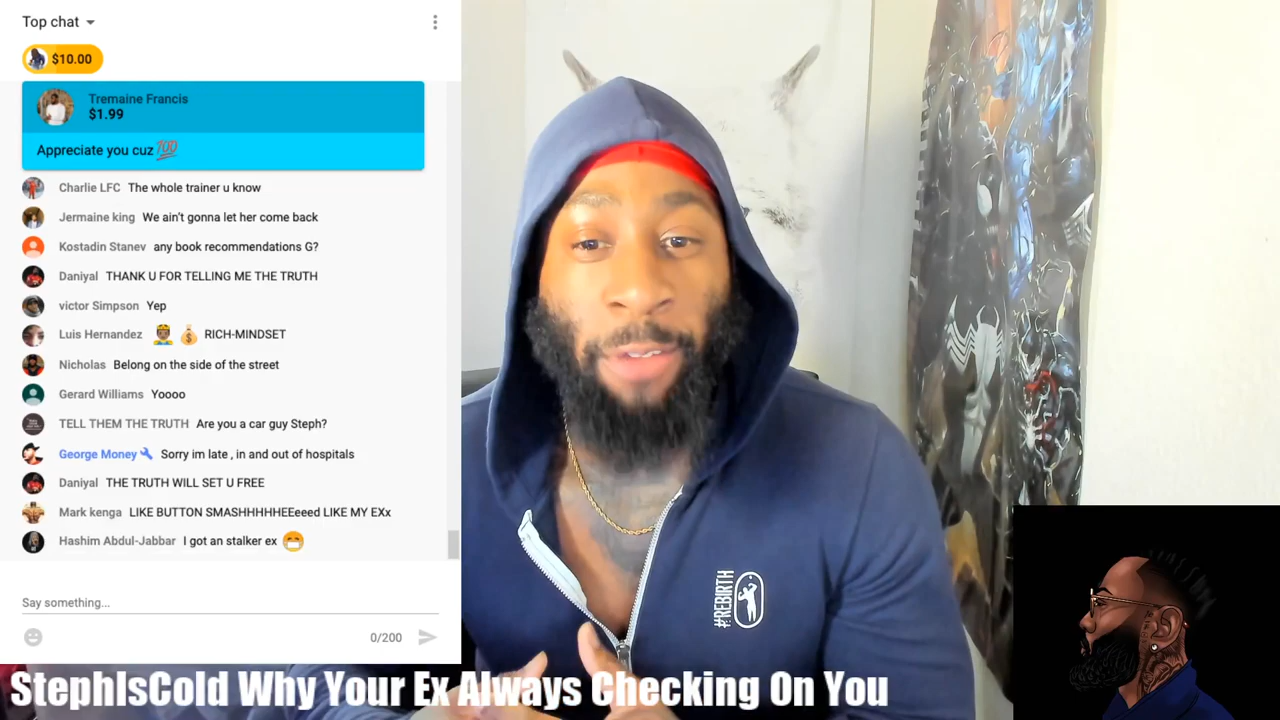 Top chat
$10.00
Tremaine Francis
$1.99
Appreciate you cuz💯
Charlie LFC The whole trainer u know
Jermaine king We ain't gonna let her come back
Kostadin Stanev any book recommendations G?
Daniyal THANK U FOR TELLING ME THE TRUTH
victor Simpson Yep
Luis Hernandez 👷🏽‍♂️ 💰 RICH-MINDSET
Nicholas Belong on the side of the street
Gerard Williams Yoooo
TELL THEM THE TRUTH Are you a car guy Steph?
George Money Sorry im late , in and out of hospitals
Daniyal THE TRUTH WILL SET U FREE
Mark kenga LIKE BUTTON SMASHHHHHEEeeed LIKE MY EXx
Hashim Abdul-Jabbar I got an stalker ex 😷
Say something...
0/200
#REBIRTH
StephIsCold Why Your Ex Always Checking On You